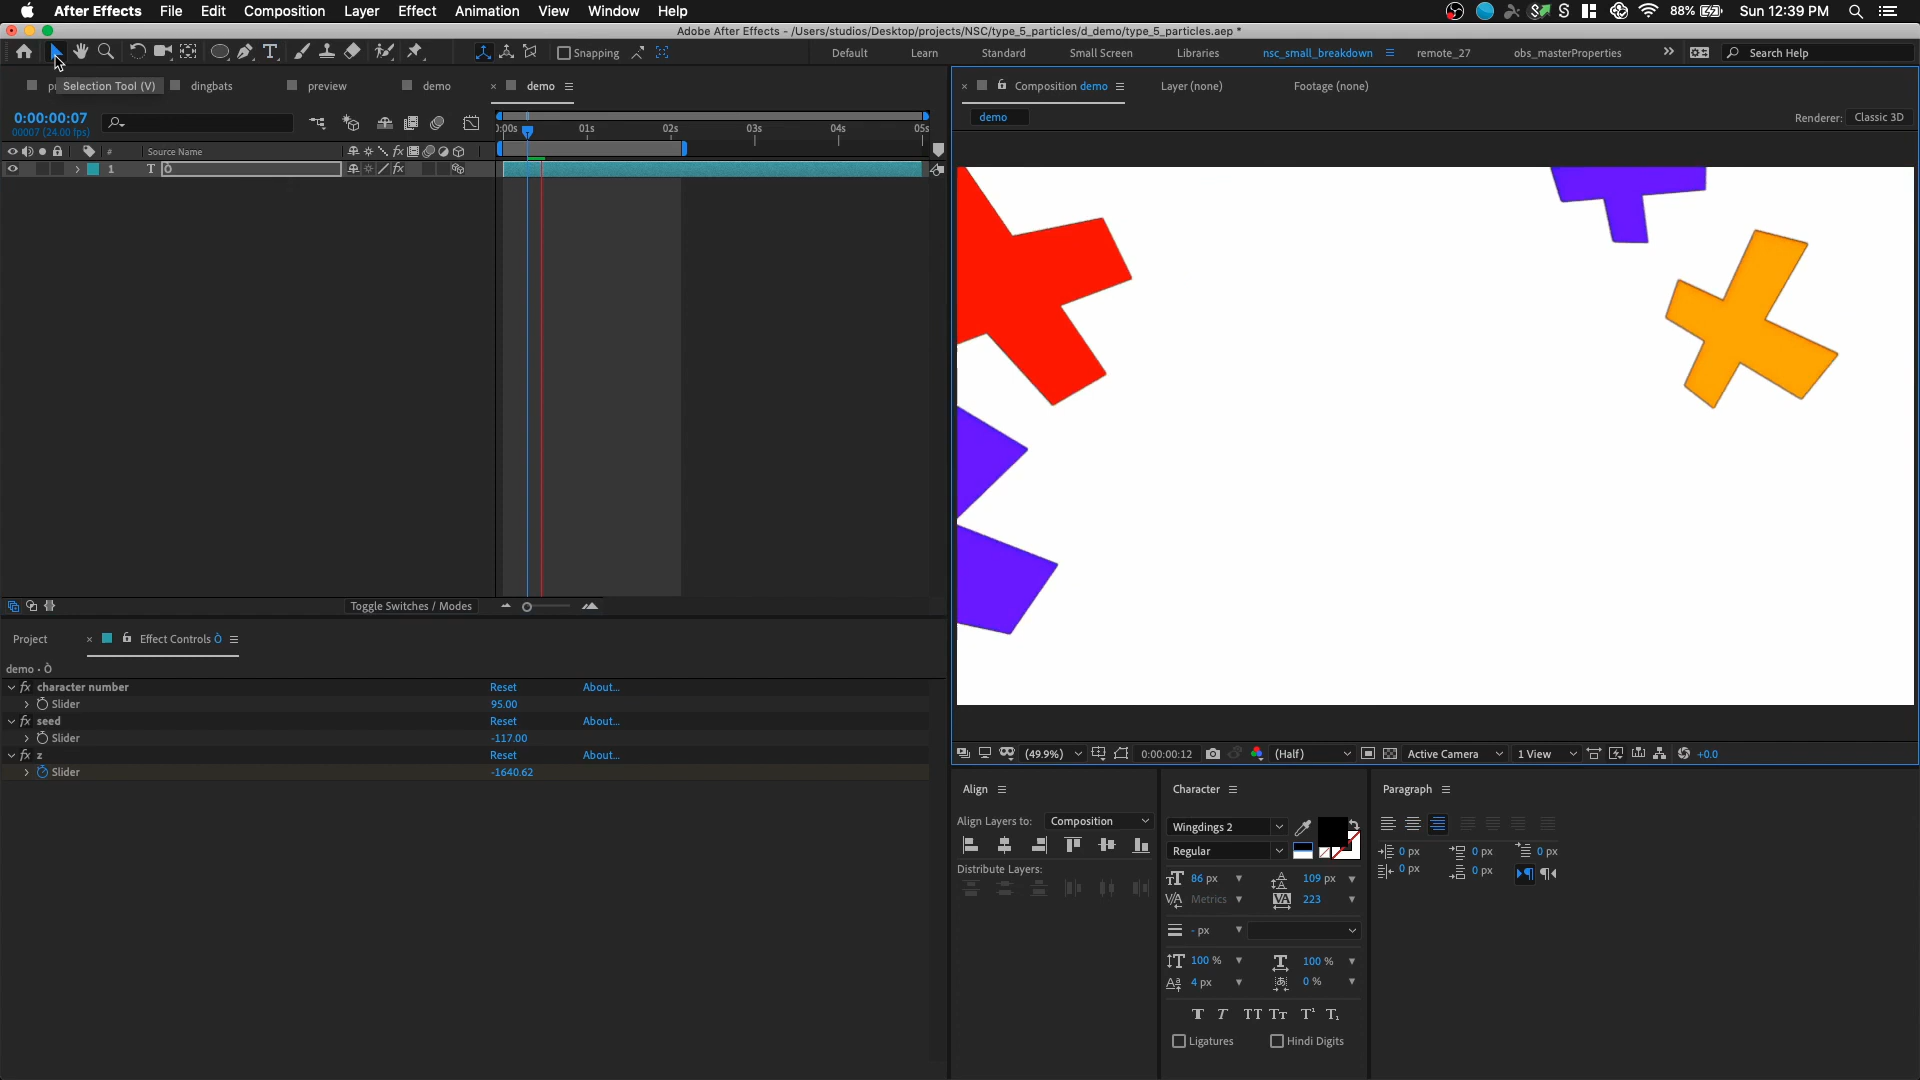 After Effects File Edit Composition Layer Effect Animation View Window Help 88% Sun 12:39 PM
Adobe After Effects - /Users/studios/Desktop/projects/NSC/type_5_particles/d_demo/type_5_particles.aep *
Snapping Default Learn Standard Small Screen Libraries nsc_small_breakdown remote_27 obs_masterProperties Search Help
Selection Tool (V) dingbats preview demo demo
Composition demo Layer (none) Footage (none)
demo Renderer: Classic 3D
0:00:00:07
00007 (24.00 fps)
:00s 01s 02s 03s 04s 05s
# Source Name
1 T Ò
Toggle Switches / Modes
Project Effect Controls Ò
demo • Ò
fx character number Reset About...
Slider 95.00
fx seed Reset About...
Slider -117.00
fx z Reset About...
Slider -1640.62
(49.9%) 0:00:00:12 (Half) Active Camera 1 View +0.0
Align Character Paragraph
Align Layers to: Composition
Distribute Layers:
Wingdings 2
Regular
86 px 109 px
Metrics 223
- px
100 % 100 %
4 px 0 %
Ligatures Hindi Digits
0 px 0 px 0 px
0 px 0 px